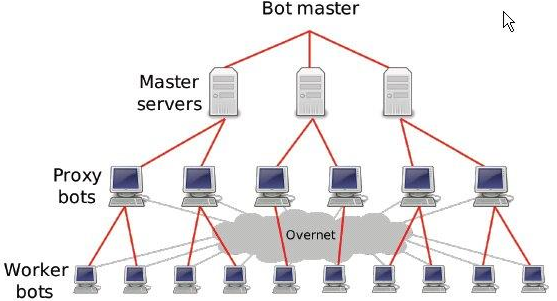 Bot master
Master
servers
Proxy
bots
Overnet
Worker
bots